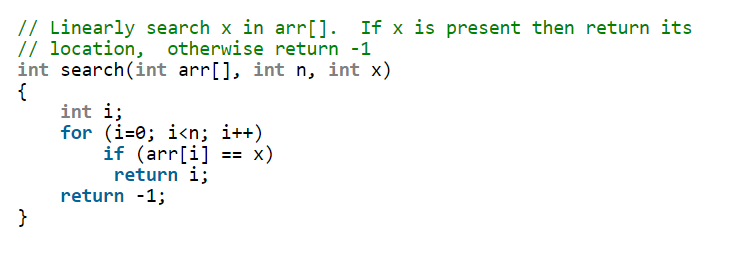 // Linearly search x in arr[].  If x is present then return its
// location,  otherwise return -1
int search(int arr[], int n, int x)
{
    int i;
    for (i=0; i<n; i++)
        if (arr[i] == x)
         return i;
    return -1;
}